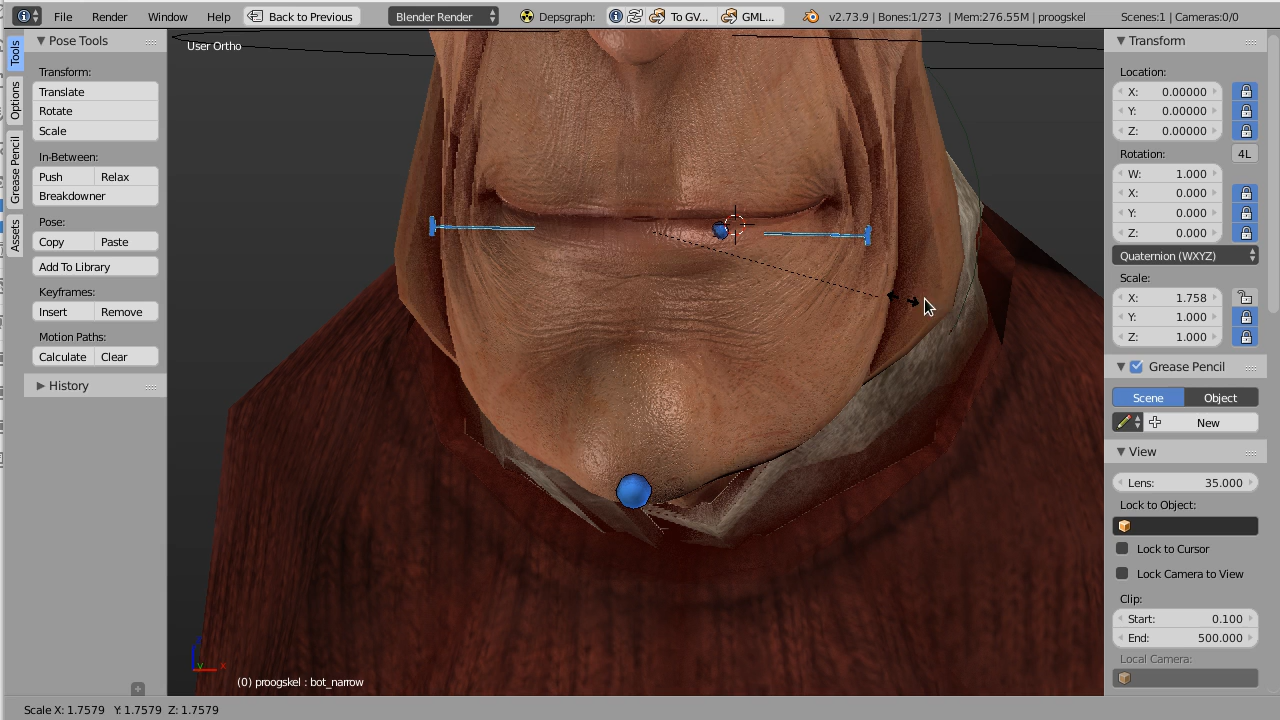 File Render Window Help Back to Previous Blender Render Depsgraph: To GV... GML... v2.73.9 | Bones:1/273 | Mem:276.55M | proogskel Scenes:1 | Cameras:0/0
Tools
Options
Grease Pencil
Assets
Pose Tools
Transform:
Translate
Rotate
Scale
In-Between:
Push Relax
Breakdowner
Pose:
Copy Paste
Add To Library
Keyframes:
Insert Remove
Motion Paths:
Calculate Clear
History
User Ortho
y x
(0) proogskel : bot_narrow
Transform
Location:
X: 0.00000
Y: 0.00000
Z: 0.00000
Rotation: 4L
W: 1.000
X: 0.000
Y: 0.000
Z: 0.000
Quaternion (WXYZ)
Scale:
X: 1.758
Y: 1.000
Z: 1.000
Grease Pencil
Scene Object
New
View
Lens: 35.000
Lock to Object:
Lock to Cursor
Lock Camera to View
Clip:
Start: 0.100
End: 500.000
Local Camera:
Scale X: 1.7579 Y: 1.7579 Z: 1.7579